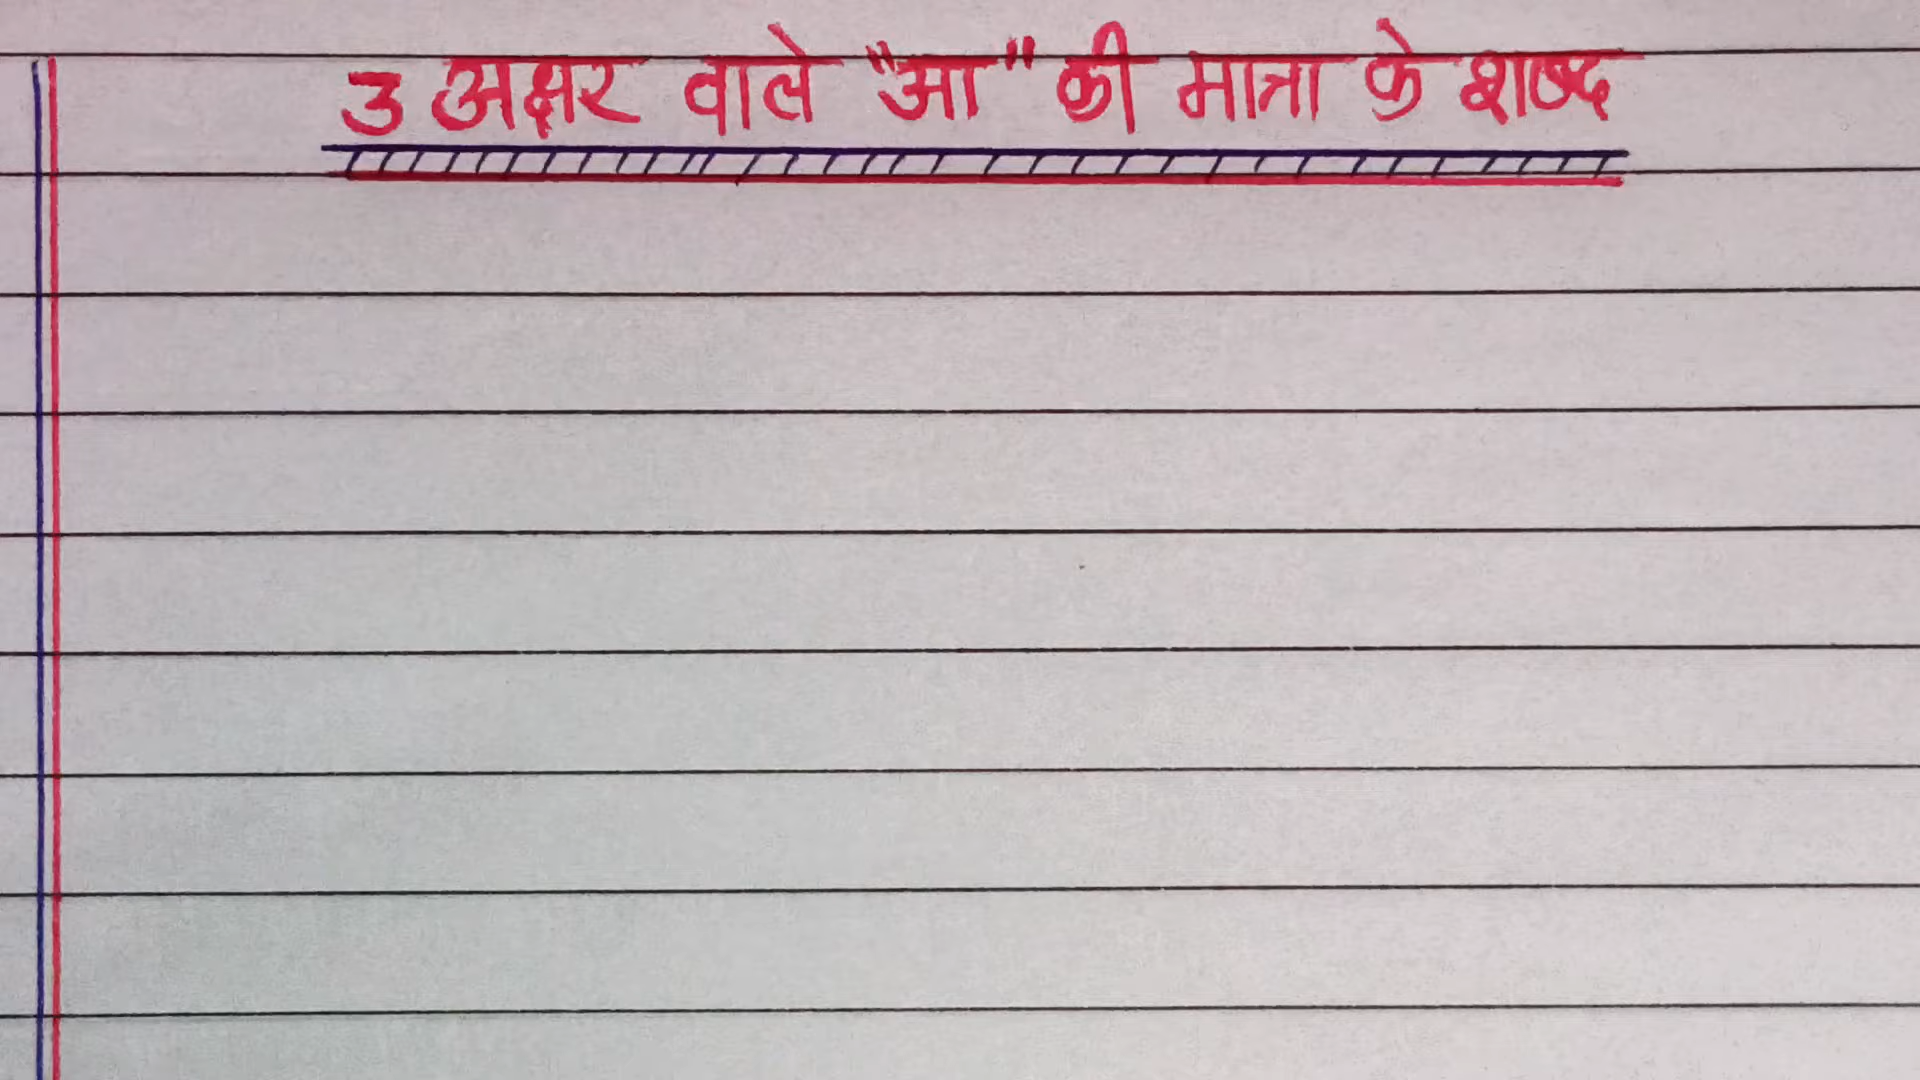 3 अक्षर वाले "आ" की मात्रा के शब्द